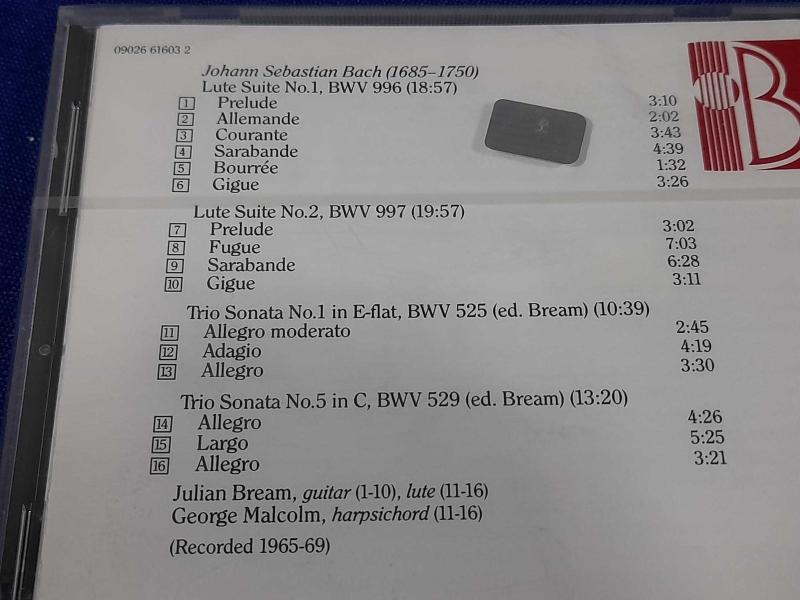 09026 61603 2
Johann Sebastian Bach (1685–1750)
Lute Suite No.1, BWV 996 (18:57)
1 Prelude 3:10
2 Allemande 2:02
3 Courante 3:43
4 Sarabande 4:39
5 Bourrée 1:32
6 Gigue 3:26
Lute Suite No.2, BWV 997 (19:57)
7 Prelude 3:02
8 Fugue 7:03
9 Sarabande 6:28
10 Gigue 3:11
Trio Sonata No.1 in E-flat, BWV 525 (ed. Bream) (10:39)
11 Allegro moderato 2:45
12 Adagio 4:19
13 Allegro 3:30
Trio Sonata No.5 in C, BWV 529 (ed. Bream) (13:20)
14 Allegro 4:26
15 Largo 5:25
16 Allegro 3:21
Julian Bream, guitar (1-10), lute (11-16)
George Malcolm, harpsichord (11-16)
(Recorded 1965-69)
B